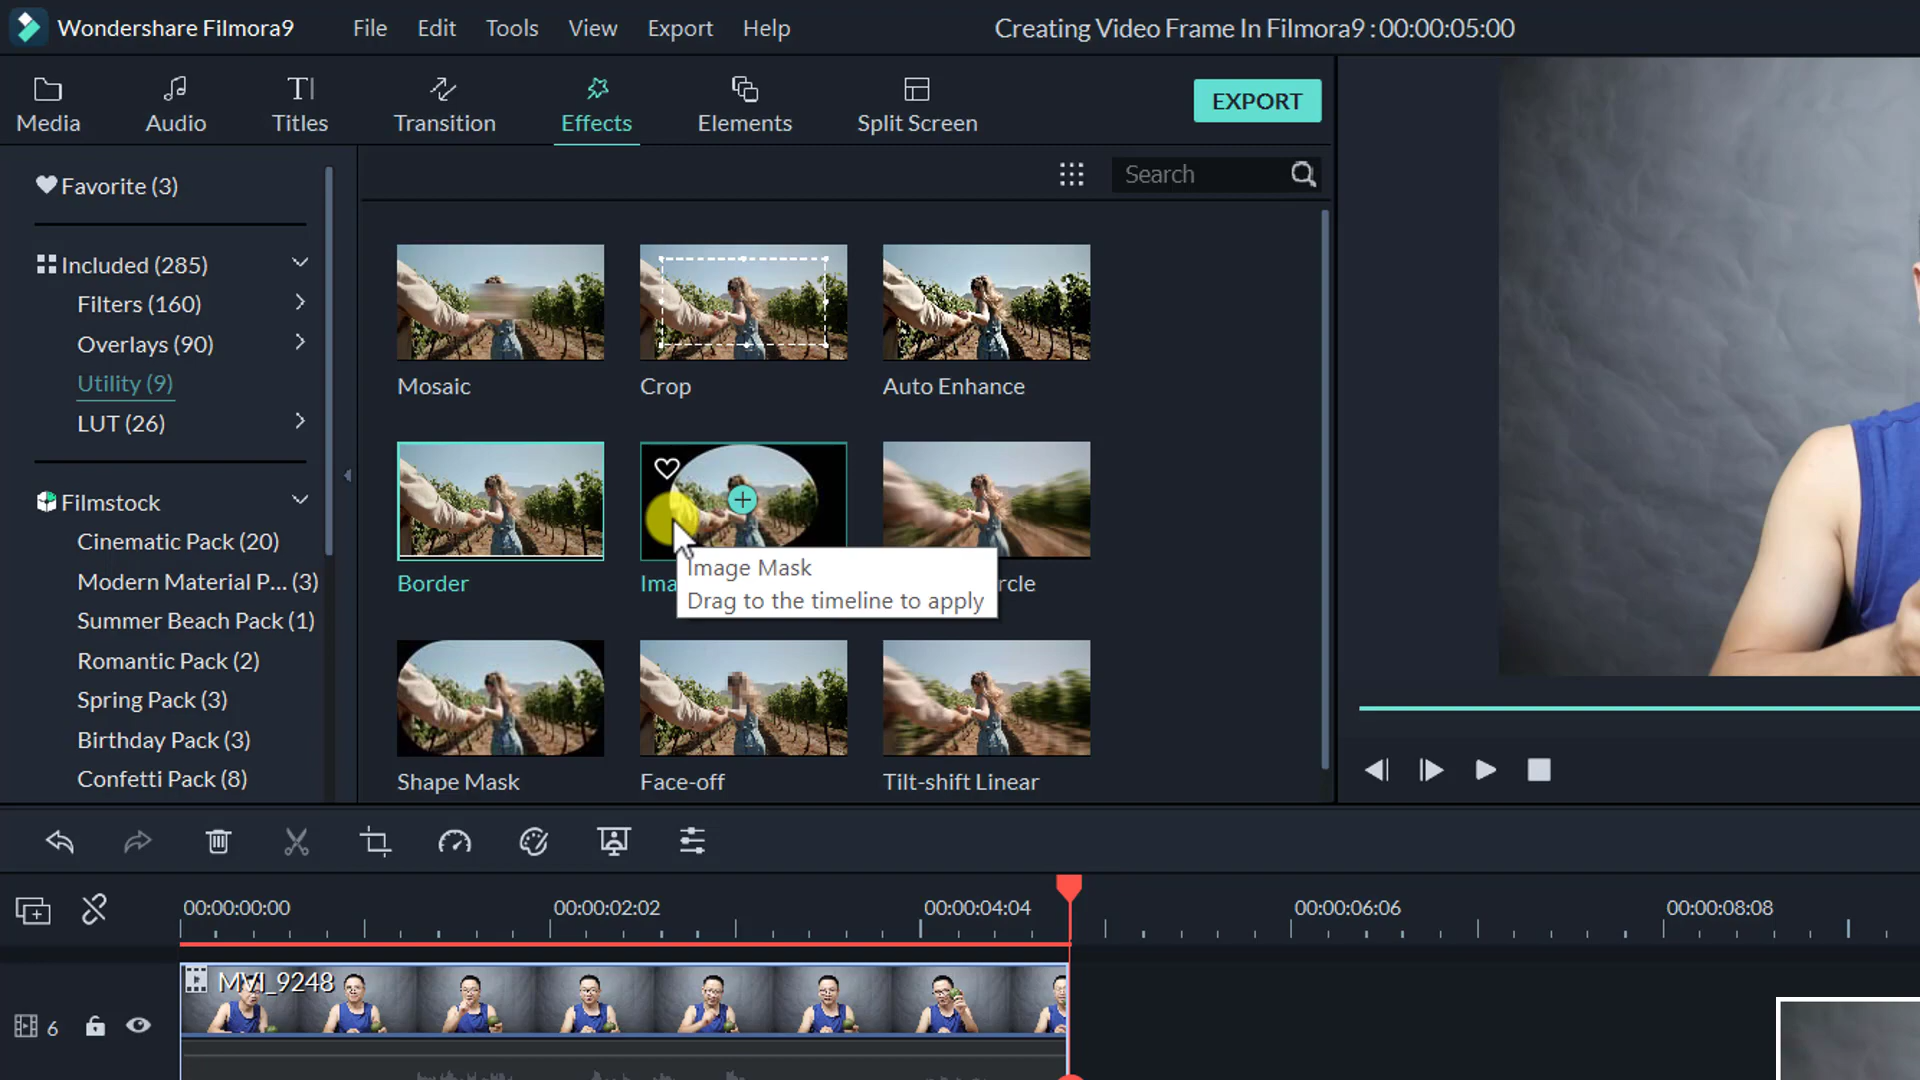 Wondershare Filmora9 File Edit Tools View Export Help Creating Video Frame In Filmora9 : 00:00:05:00
Media Audio Titles Transition Effects Elements Split Screen EXPORT
Search
Favorite (3)
Included (285)
Filters (160)
Overlays (90)
Utility (9)
LUT (26)
Filmstock
Cinematic Pack (20)
Modern Material P... (3)
Summer Beach Pack (1)
Romantic Pack (2)
Spring Pack (3)
Birthday Pack (3)
Confetti Pack (8)
Mosaic Crop Auto Enhance
Border Ima rcle
Image Mask
Drag to the timeline to apply
Shape Mask Face-off Tilt-shift Linear
00:00:00:00 00:00:02:02 00:00:04:04 00:00:06:06 00:00:08:08
MVI_9248
6